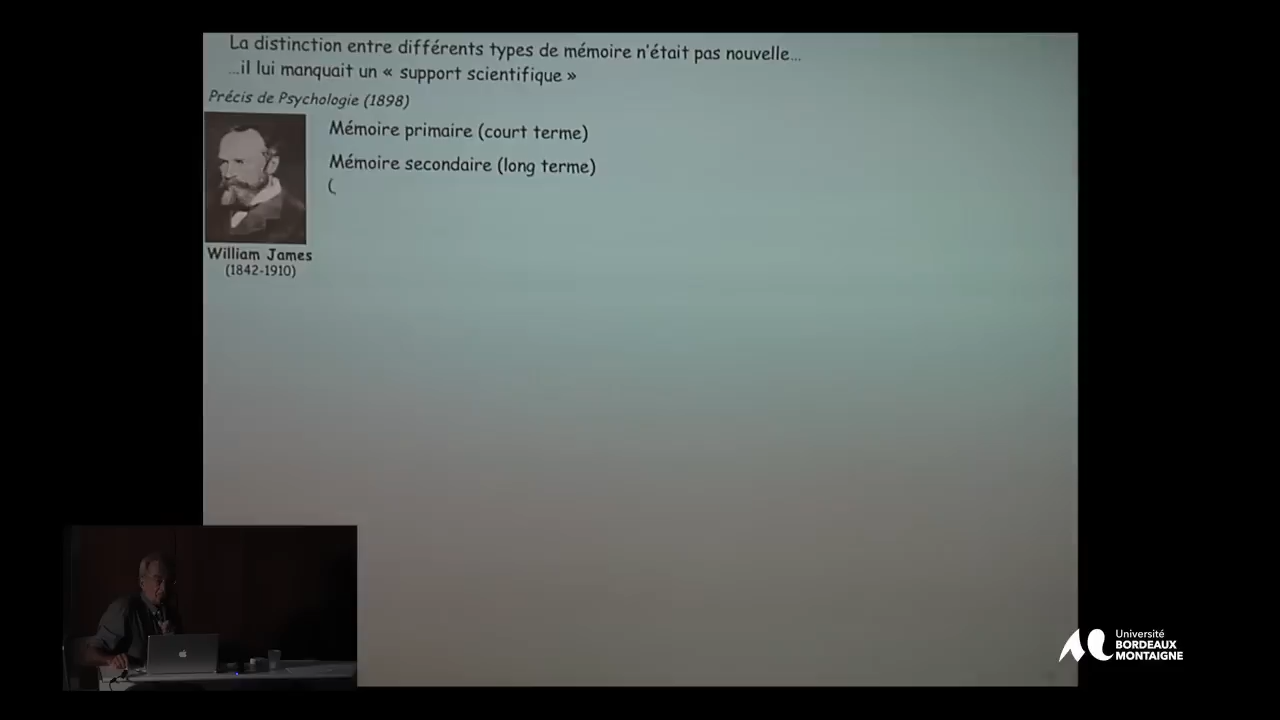 La distinction entre différents types de mémoire n'était pas nouvelle...
...il lui manquait un « support scientifique »
Précis de Psychologie (1898)
Mémoire primaire (court terme)
Mémoire secondaire (long terme)
(
William James
(1842-1910)
Université
BORDEAUX
MONTAIGNE